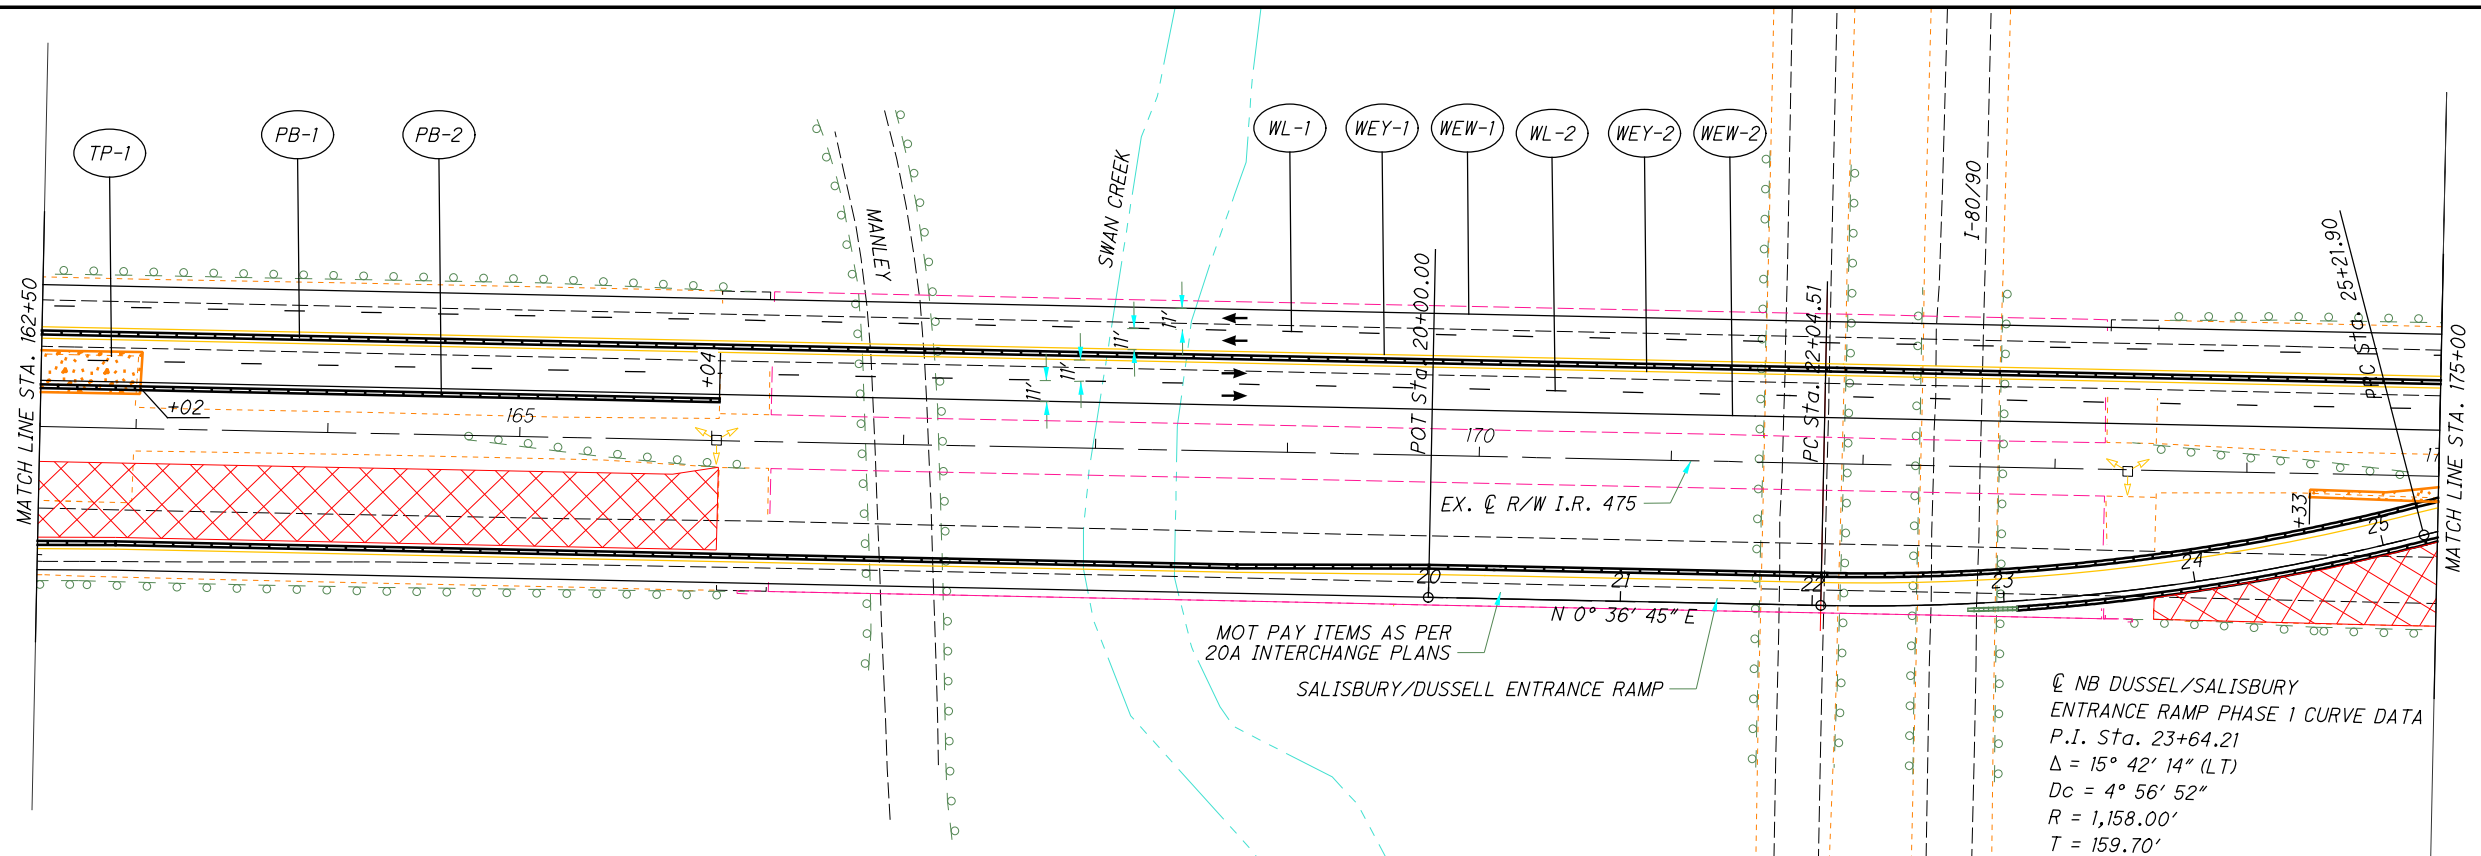 TP-1
PB-1
PB-2
WL-1
WEY-1
WEW-1
WL-2
WEY-2
WEW-2
MATCH LINE STA. 162+50
MANLEY
SWAN CREEK
I-80/90
11'
11'
11'
11'
+04
+02
165
170
POT Sta. 20+00.00
PC Sta. 22+04.51
PRC Sta. 25+21.90
MATCH LINE STA. 175+00
17
EX. ℄ R/W I.R. 475
+33
20
21
22
23
24
25
N 0° 36' 45" E
MOT PAY ITEMS AS PER
20A INTERCHANGE PLANS
SALISBURY/DUSSELL ENTRANCE RAMP
℄ NB DUSSEL/SALISBURY
ENTRANCE RAMP PHASE 1 CURVE DATA
P.I. Sta. 23+64.21
Δ = 15° 42' 14" (LT)
Dc = 4° 56' 52"
R = 1,158.00'
T = 159.70'